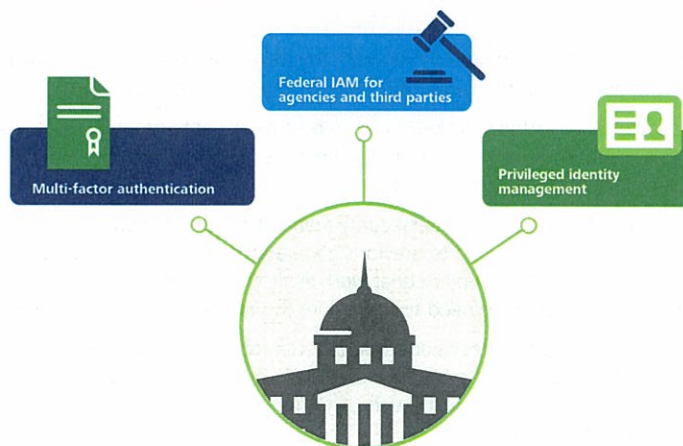 Federal IAM for
agencies and third parties
Multi-factor authentication
Privileged identity
management